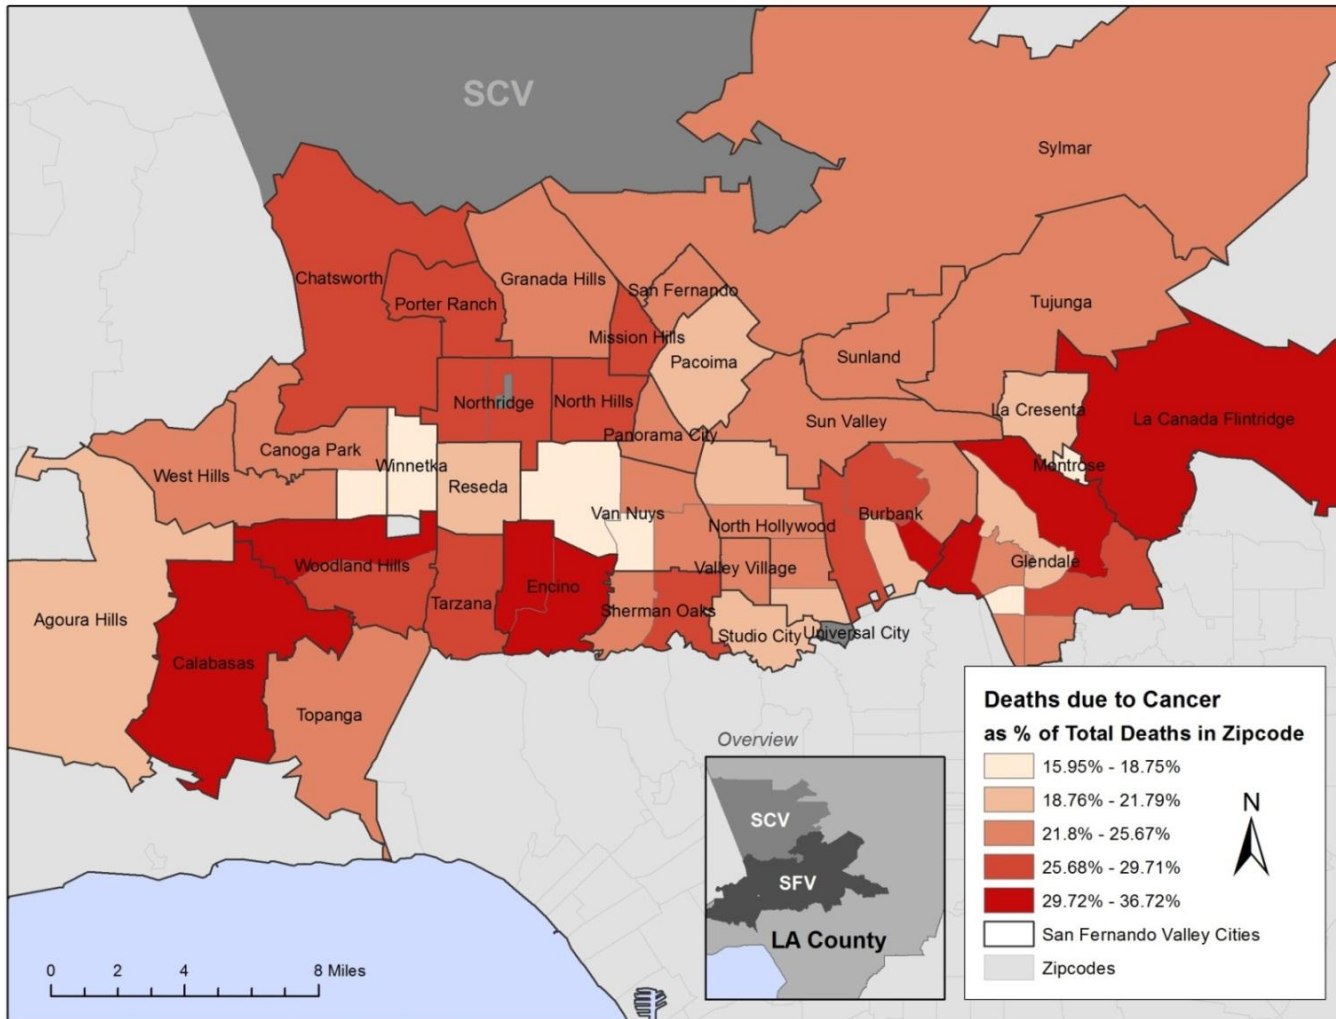 SCV
Sylmar
Chatsworth
Granada Hills
San Fernando
Porter Ranch
Tujunga
Mission Hills
Sunland
Pacoima
Northridge
North Hills
La Cresenta
La Canada Flintridge
Sun Valley
Panorama City
Canoga Park
Winnetka
Montrose
West Hills
Reseda
Van Nuys
Burbank
North Hollywood
Woodland Hills
Valley Village
Glendale
Encino
Tarzana
Sherman Oaks
Agoura Hills
Studio City
Universal City
Calabasas
Topanga
Overview
SCV
SFV
LA County
Deaths due to Cancer
as % of Total Deaths in Zipcode
15.95% - 18.75%
18.76% - 21.79%
21.8% - 25.67%
25.68% - 29.71%
29.72% - 36.72%
San Fernando Valley Cities
Zipcodes
N
0 2 4 8 Miles